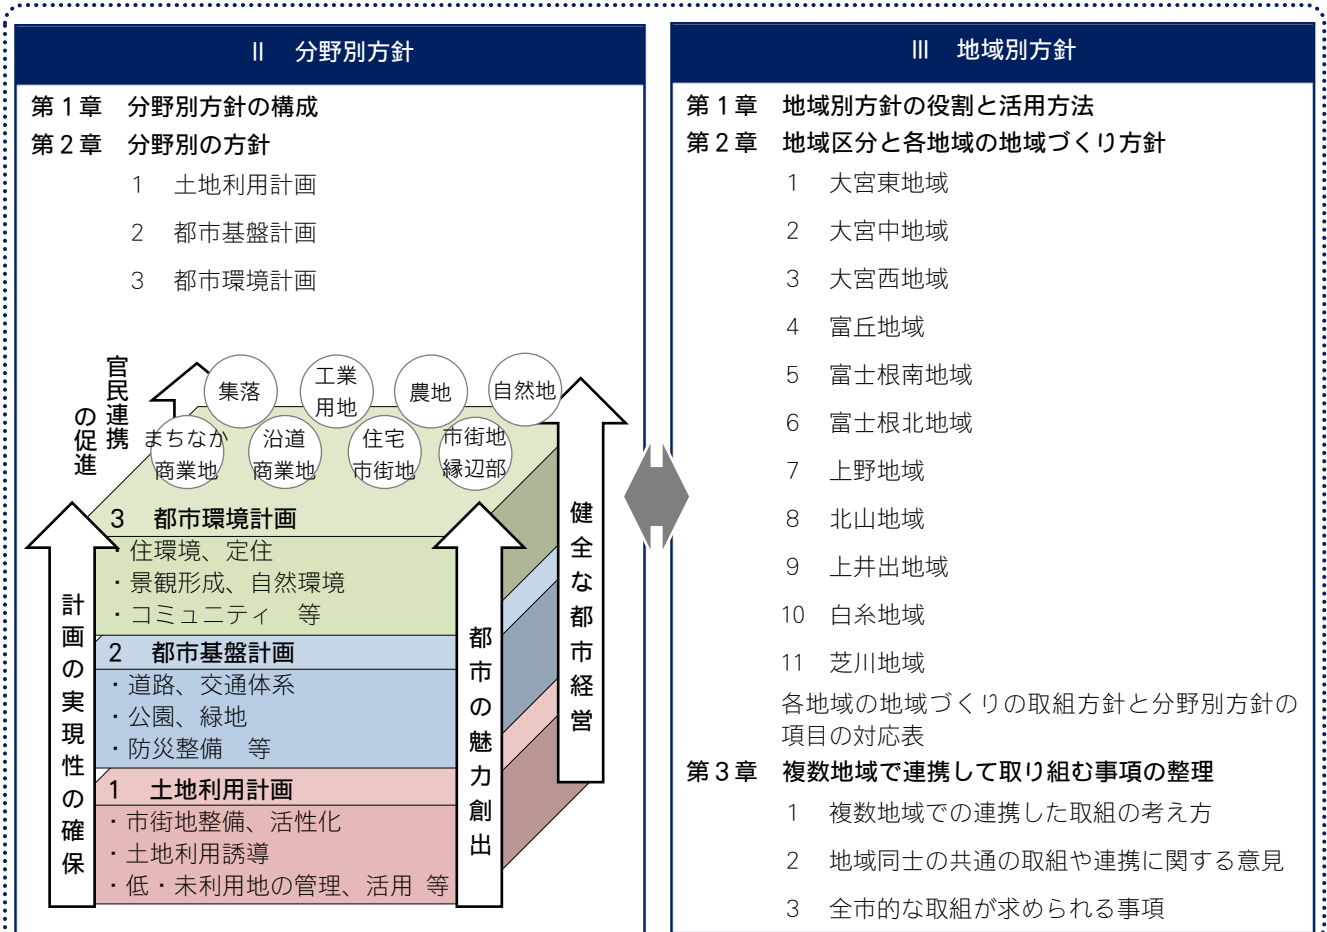 Ⅱ 分野別方針
第1章 分野別方針の構成
第2章 分野別の方針
1 土地利用計画
2 都市基盤計画
3 都市環境計画
官民連携
の促進
集落
工業
用地
農地
自然地
まちなか
商業地
沿道
商業地
住宅
市街地
市街地
縁辺部
3 都市環境計画
・住環境、定住
・景観形成、自然環境
・コミュニティ 等
2 都市基盤計画
・道路、交通体系
・公園、緑地
・防災整備 等
1 土地利用計画
・市街地整備、活性化
・土地利用誘導
・低・未利用地の管理、活用 等
計画の実現性の確保
都市の魅力創出
健全な都市経営
Ⅲ 地域別方針
第1章 地域別方針の役割と活用方法
第2章 地域区分と各地域の地域づくり方針
1 大宮東地域
2 大宮中地域
3 大宮西地域
4 富丘地域
5 富士根南地域
6 富士根北地域
7 上野地域
8 北山地域
9 上井出地域
10 白糸地域
11 芝川地域
各地域の地域づくりの取組方針と分野別方針の
項目の対応表
第3章 複数地域で連携して取り組む事項の整理
1 複数地域での連携した取組の考え方
2 地域同士の共通の取組や連携に関する意見
3 全市的な取組が求められる事項